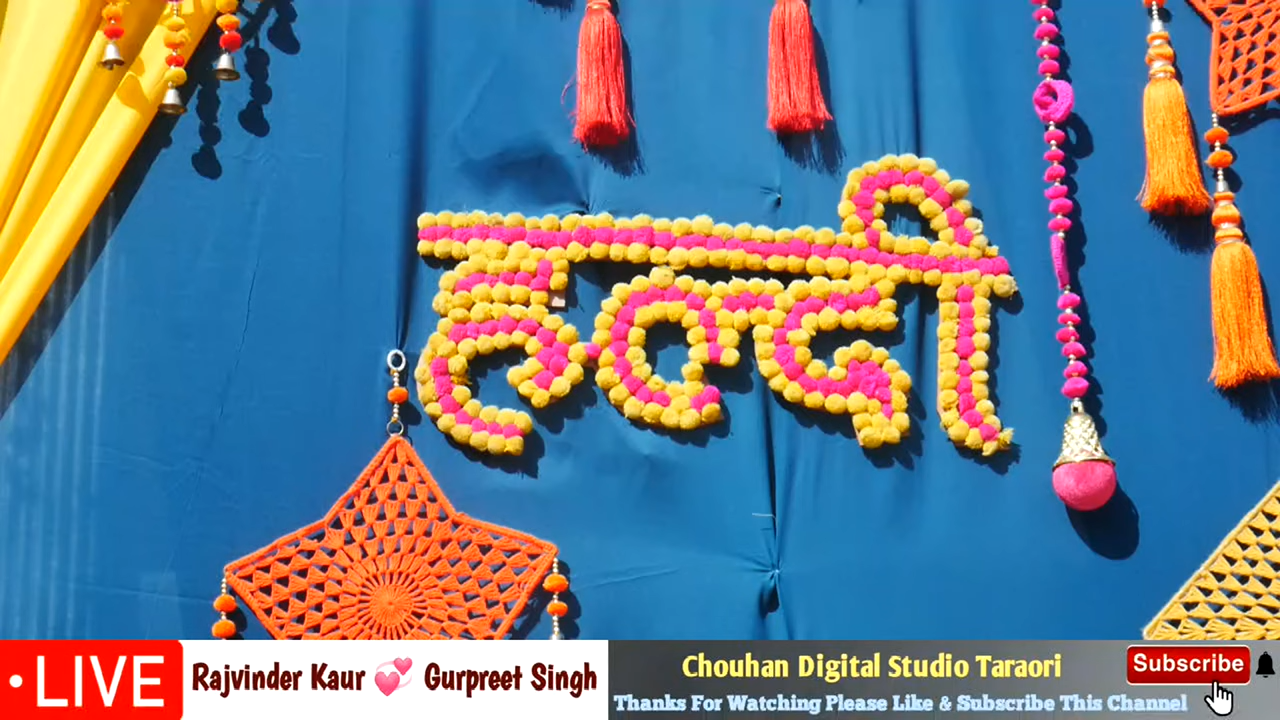 हल्दी
LIVE
Rajvinder Kaur 💞 Gurpreet Singh
Chouhan Digital Studio Taraori
Subscribe
Thanks For Watching Please Like & Subscribe This Channel